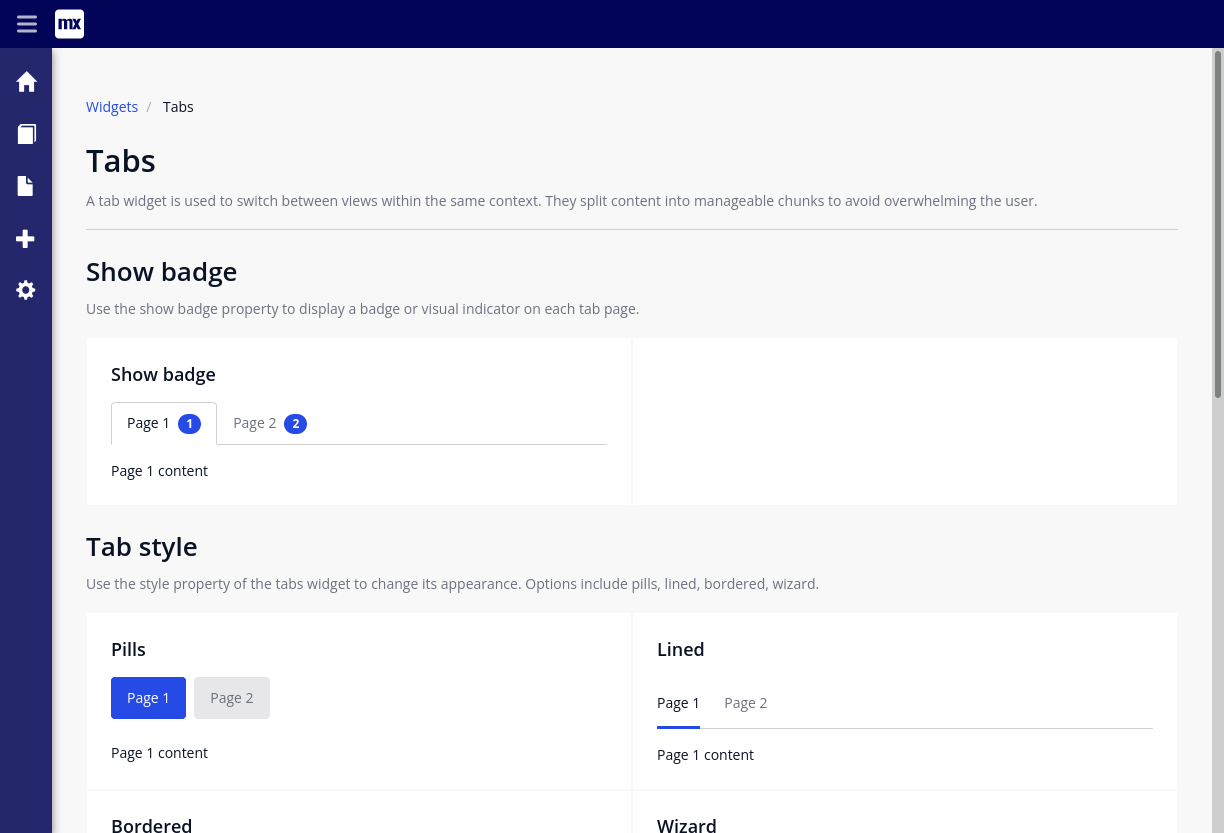 mx
Widgets / Tabs
Tabs
A tab widget is used to switch between views within the same context. They split content into manageable chunks to avoid overwhelming the user.
Show badge
Use the show badge property to display a badge or visual indicator on each tab page.
Show badge
Page 1 1 Page 2 2
Page 1 content
Tab style
Use the style property of the tabs widget to change its appearance. Options include pills, lined, bordered, wizard.
Pills
Page 1 Page 2
Page 1 content
Lined
Page 1 Page 2
Page 1 content
Bordered
Wizard